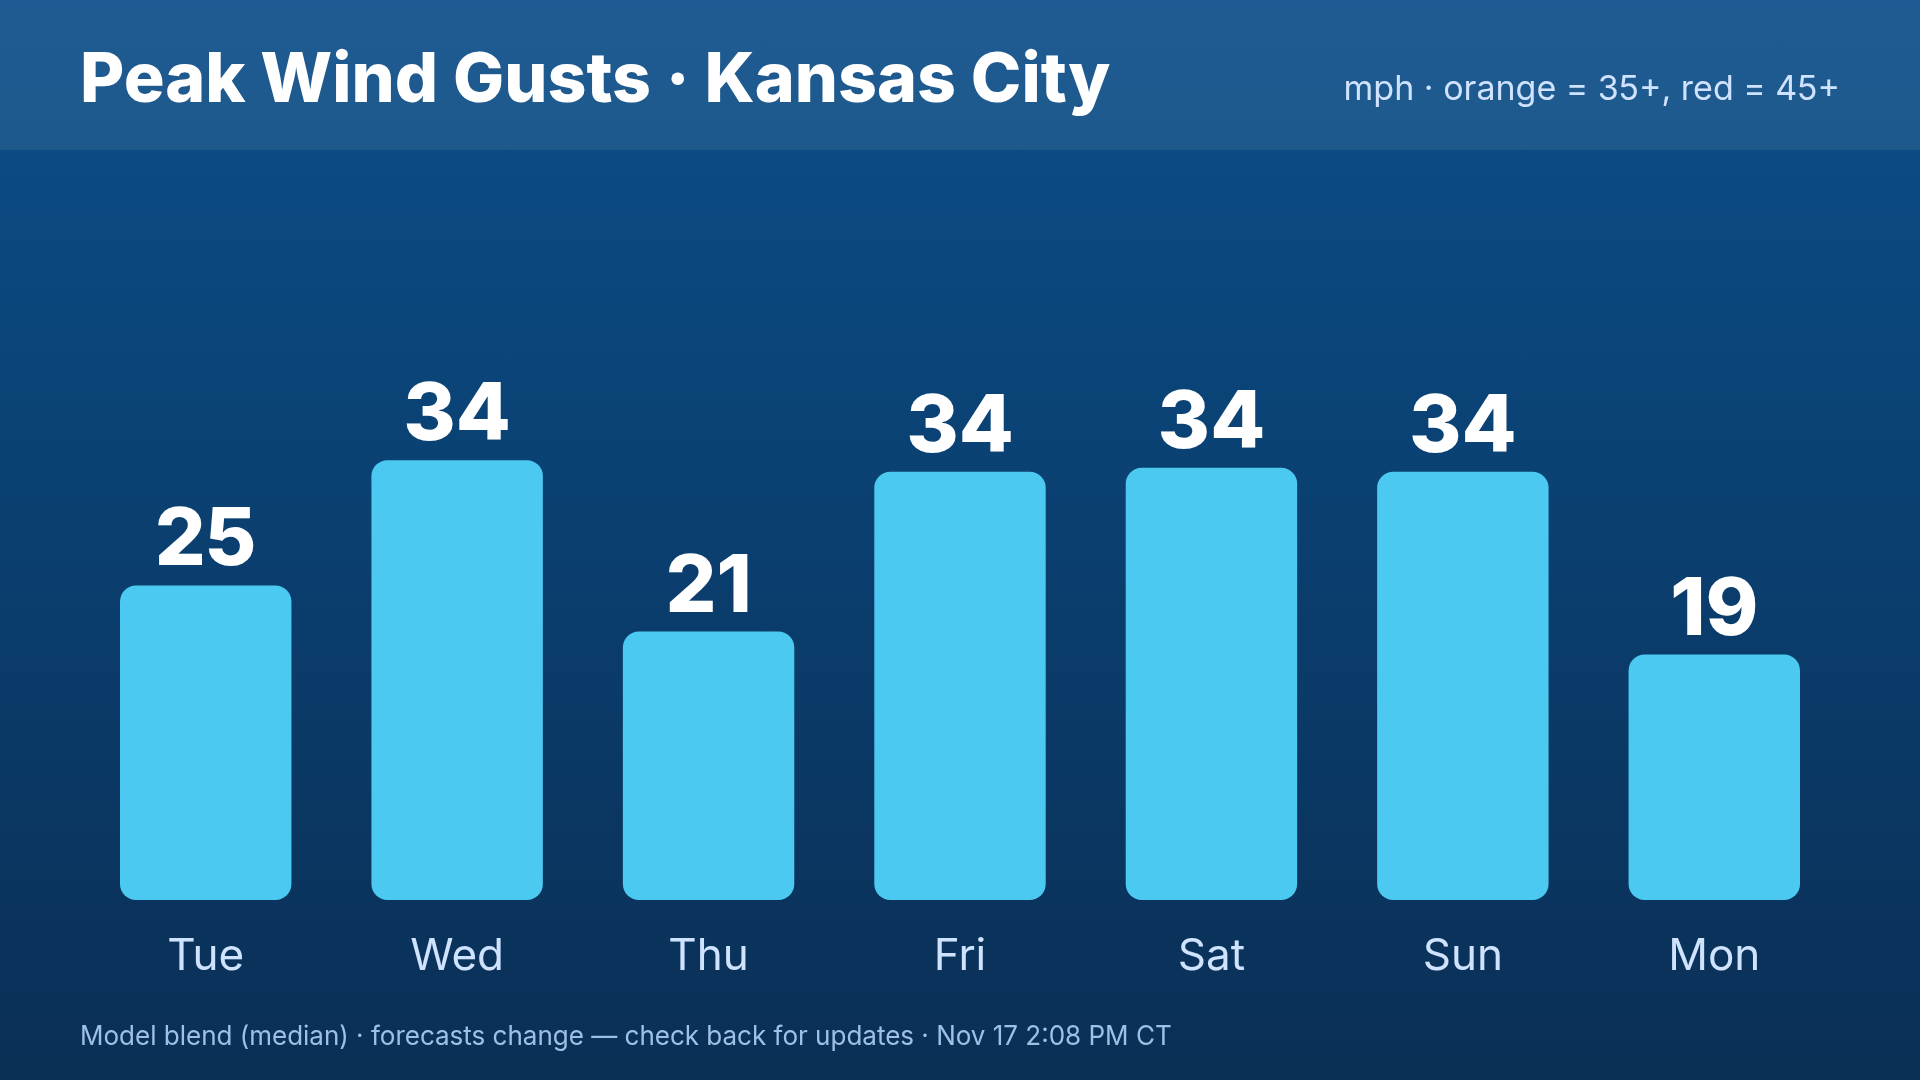 Peak Wind Gusts · Kansas City
mph · orange = 35+, red = 45+
25
34
21
34
34
34
19
Tue
Wed
Thu
Fri
Sat
Sun
Mon
Model blend (median) · forecasts change — check back for updates · Nov 17 2:08 PM CT